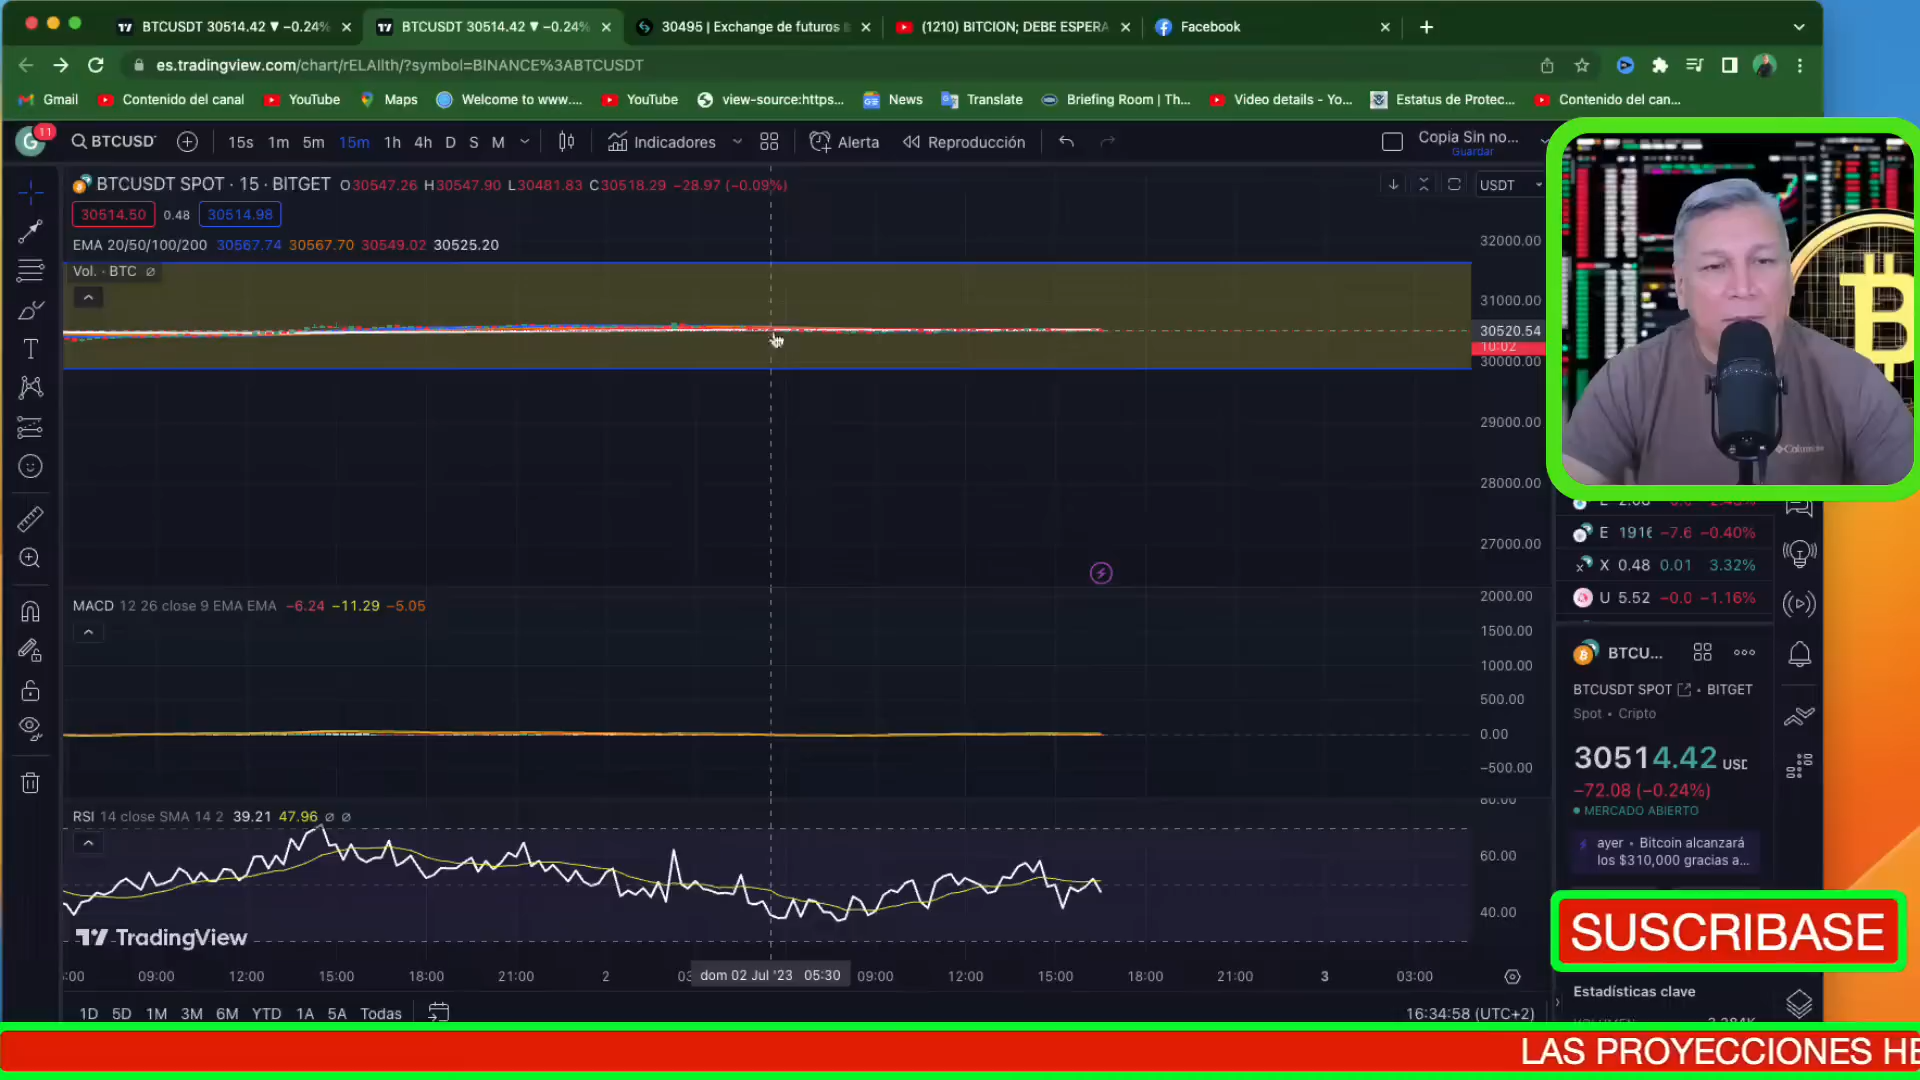 BTCUSDT 30514.42 ▼ −0.24%
BTCUSDT 30514.42 ▼ −0.24%
30495 | Exchange de futuros
(1210) BITCION; DEBE ESPERA
Facebook
es.tradingview.com/chart/rELAllth/?symbol=BINANCE%3ABTCUSDT
Gmail
Contenido del canal
YouTube
Maps
Welcome to www....
YouTube
view-source:https...
News
Translate
Briefing Room | Th...
Video details - Yo...
Estatus de Protec...
Contenido del can...
G
11
BTCUSD
15s 1m 5m 15m 1h 4h D S M
Indicadores
Alerta
Reproducción
Copia Sin no...
Guardar
BTCUSDT SPOT · 15 · BITGET O30547.26 H30547.90 L30481.83 C30518.29 −28.97 (−0.09%)
USDT
30514.50 0.48 30514.98
EMA 20/50/100/200 30567.74 30567.70 30549.02 30525.20
Vol. · BTC ∅
32000.00
31000.00
30520.54
10:02
30000.00
29000.00
28000.00
27000.00
MACD 12 26 close 9 EMA EMA −6.24 −11.29 −5.05
2000.00
1500.00
1000.00
500.00
0.00
−500.00
RSI 14 close SMA 14 2 39.21 47.96 ∅ ∅
80.00
60.00
40.00
TradingView
09:00 12:00 15:00 18:00 21:00 2 dom 02 Jul '23 05:30 09:00 12:00 15:00 18:00 21:00 3 03:00
1D 5D 1M 3M 6M YTD 1A 5A Todas
16:34:58 (UTC+2)
Columbia
E 1916 −7.6 −0.40%
X 0.48 0.01 3.32%
U 5.52 −0.0 −1.16%
BTCU...
BTCUSDT SPOT • BITGET
Spot • Cripto
30514.42
−72.08 (−0.24%)
MERCADO ABIERTO
ayer • Bitcoin alcanzará
los $310,000 gracias a...
SUSCRIBASE
Estadísticas clave
LAS PROYECCIONES HE